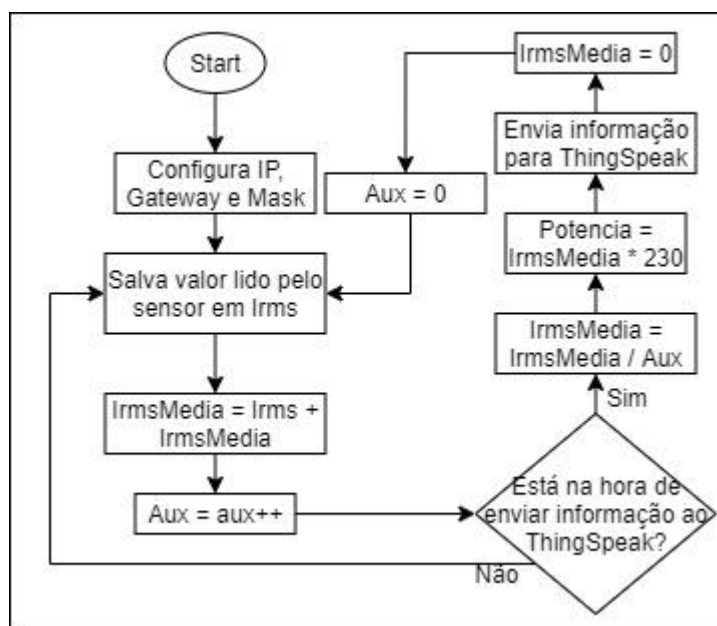 Start
Configura IP,
Gateway e Mask
Salva valor lido pelo
sensor em Irms
IrmsMedia = Irms +
IrmsMedia
Aux = aux++
Está na hora de
enviar informação ao
ThingSpeak?
Não
Sim
IrmsMedia =
IrmsMedia / Aux
Potencia =
IrmsMedia * 230
Envia informação
para ThingSpeak
IrmsMedia = 0
Aux = 0